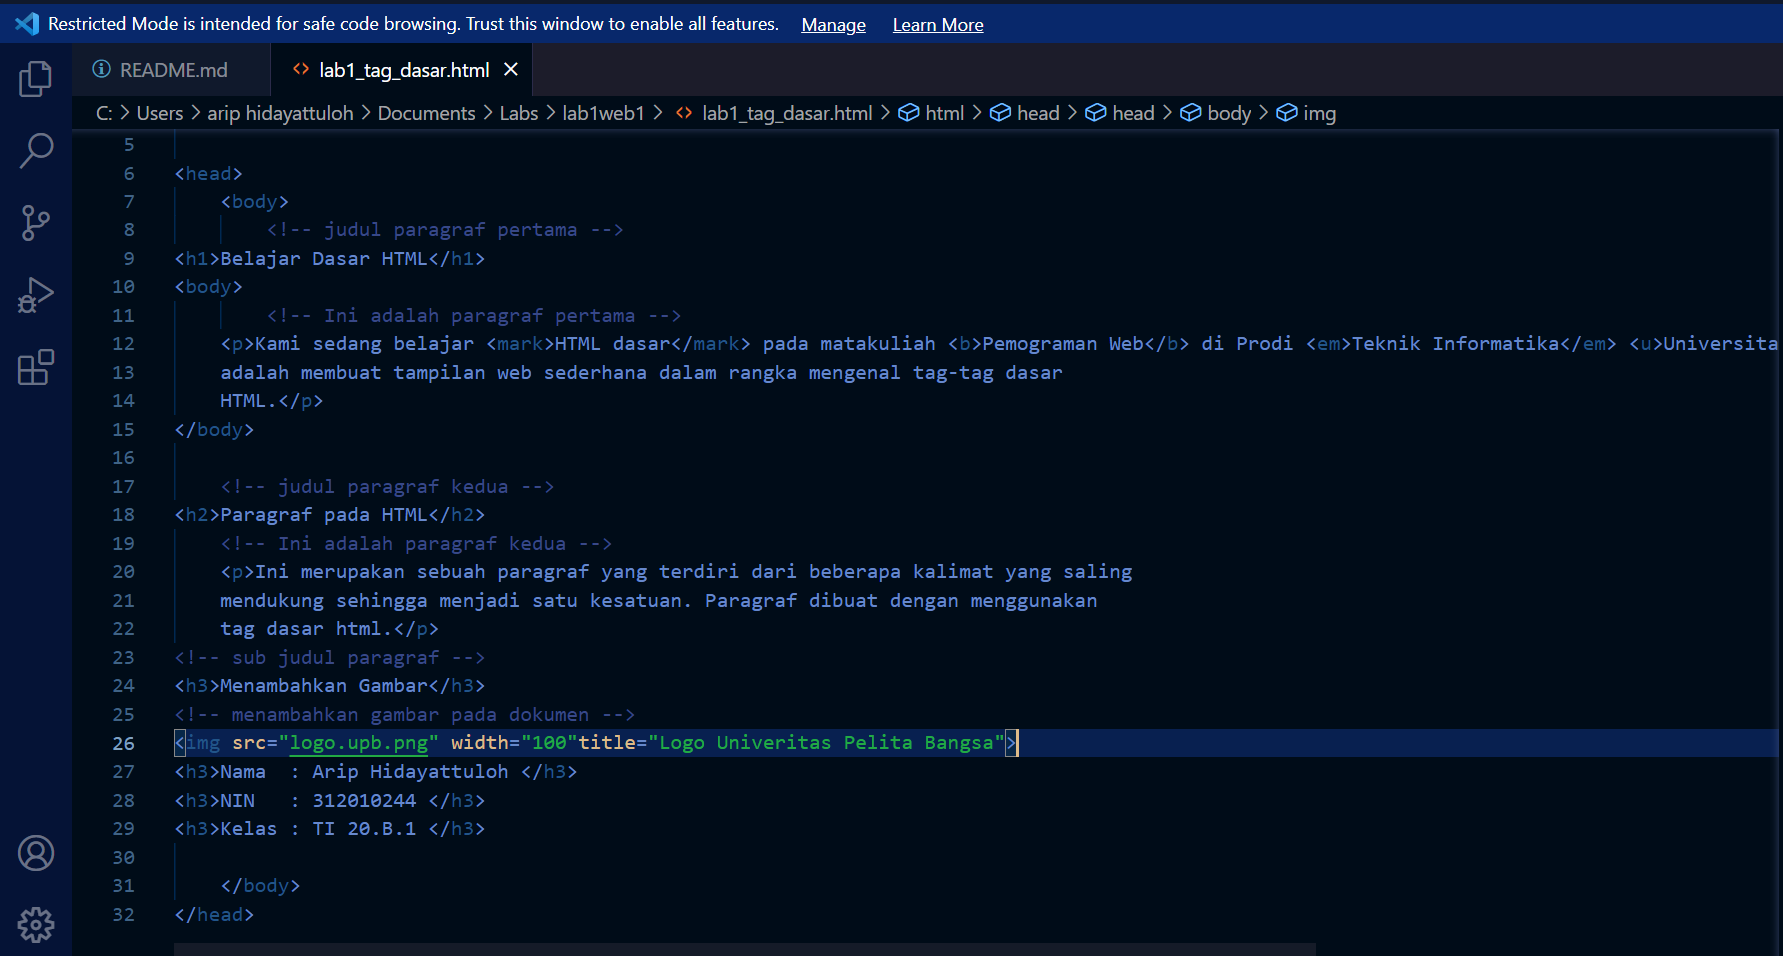 Restricted Mode is intended for safe code browsing. Trust this window to enable all features. Manage Learn More
README.md lab1_tag_dasar.html
C: > Users > arip hidayattuloh > Documents > Labs > lab1web1 > lab1_tag_dasar.html > html > head > head > body > img
5
6 <head>
7 <body>
8 <!-- judul paragraf pertama -->
9 <h1>Belajar Dasar HTML</h1>
10 <body>
11 <!-- Ini adalah paragraf pertama -->
12 <p>Kami sedang belajar <mark>HTML dasar</mark> pada matakuliah <b>Pemograman Web</b> di Prodi <em>Teknik Informatika</em> <u>Universita
13 adalah membuat tampilan web sederhana dalam rangka mengenal tag-tag dasar
14 HTML.</p>
15 </body>
16
17 <!-- judul paragraf kedua -->
18 <h2>Paragraf pada HTML</h2>
19 <!-- Ini adalah paragraf kedua -->
20 <p>Ini merupakan sebuah paragraf yang terdiri dari beberapa kalimat yang saling
21 mendukung sehingga menjadi satu kesatuan. Paragraf dibuat dengan menggunakan
22 tag dasar html.</p>
23 <!-- sub judul paragraf -->
24 <h3>Menambahkan Gambar</h3>
25 <!-- menambahkan gambar pada dokumen -->
26 <img src="logo.upb.png" width="100"title="Logo Univeritas Pelita Bangsa">
27 <h3>Nama : Arip Hidayattuloh </h3>
28 <h3>NIN : 312010244 </h3>
29 <h3>Kelas : TI 20.B.1 </h3>
30
31 </body>
32 </head>